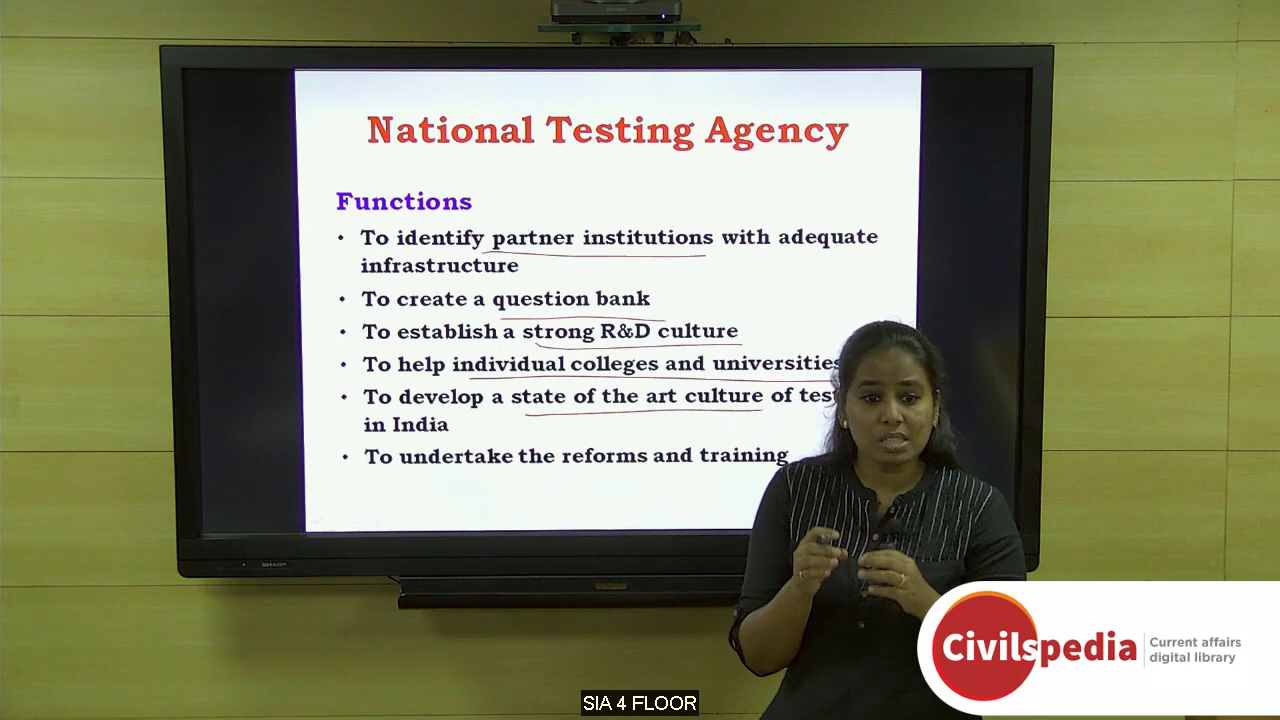 National Testing Agency
Functions
• To identify partner institutions with adequate
infrastructure
• To create a question bank
• To establish a strong R&D culture
• To help individual colleges and universities
• To develop a state of the art culture of
in India
• To undertake the reforms and training
SHARP
Civilspedia
Current affairs
digital library
SIA 4 FLOOR